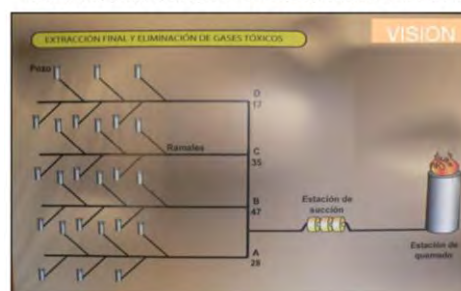 EXTRACCIÓN FINAL Y ELIMINACIÓN DE GASES TÓXICOS
VISION
Pozo
D
17
Ramales
C
35
B
47
A
28
Estación de
succión
Estación de
quemado